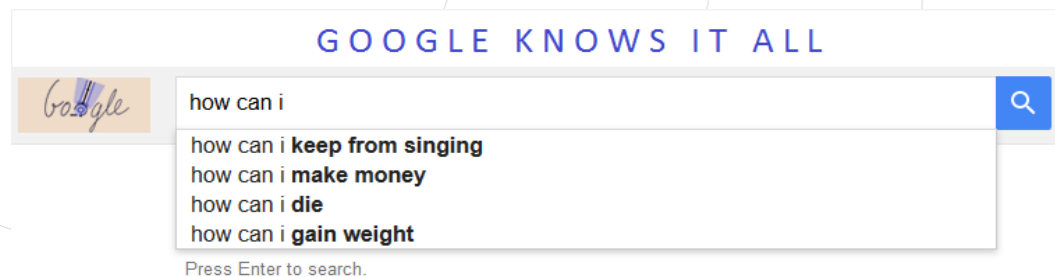 GOOGLE KNOWS IT ALL
Google
how can i
how can i keep from singing
how can i make money
how can i die
how can i gain weight
Press Enter to search.